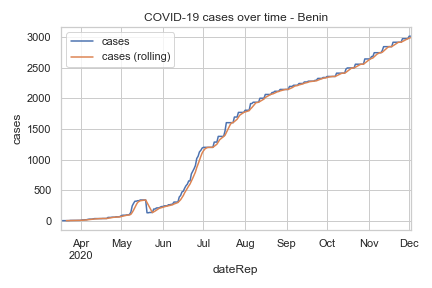 COVID-19 cases over time - Benin
cases
cases (rolling)
3000
2500
2000
1500
1000
500
0
cases
Apr
2020
May
Jun
Jul
Aug
Sep
Oct
Nov
Dec
dateRep